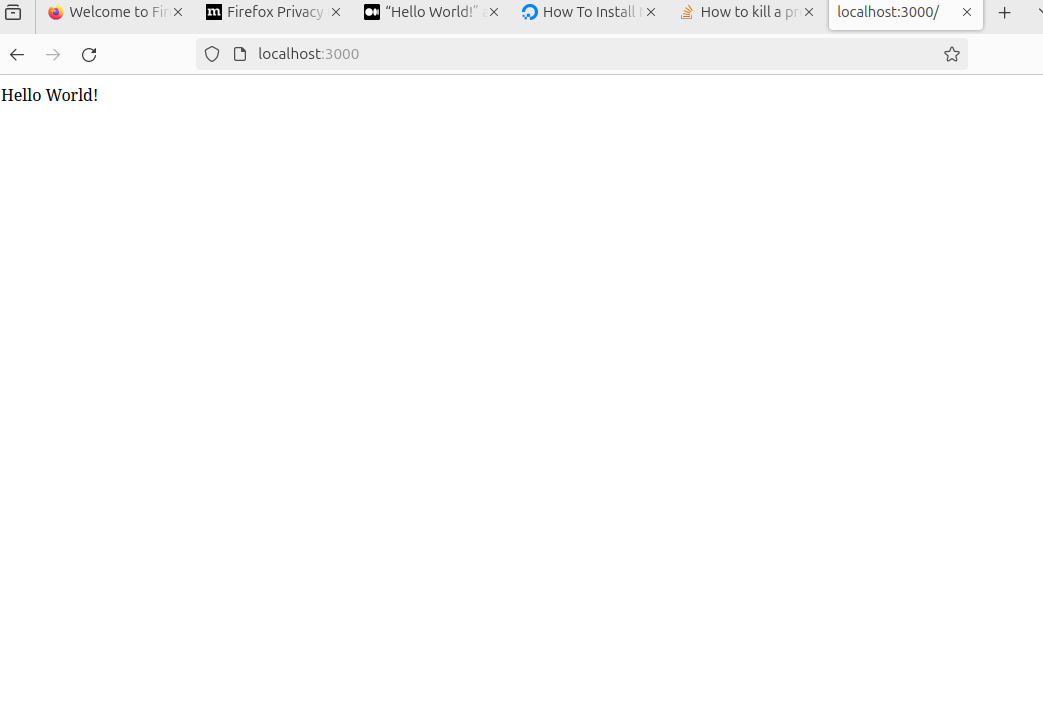 Welcome to Fir
Firefox Privacy
“Hello World!”
How To Install
How to kill a pr
localhost:3000/
localhost:3000
Hello World!